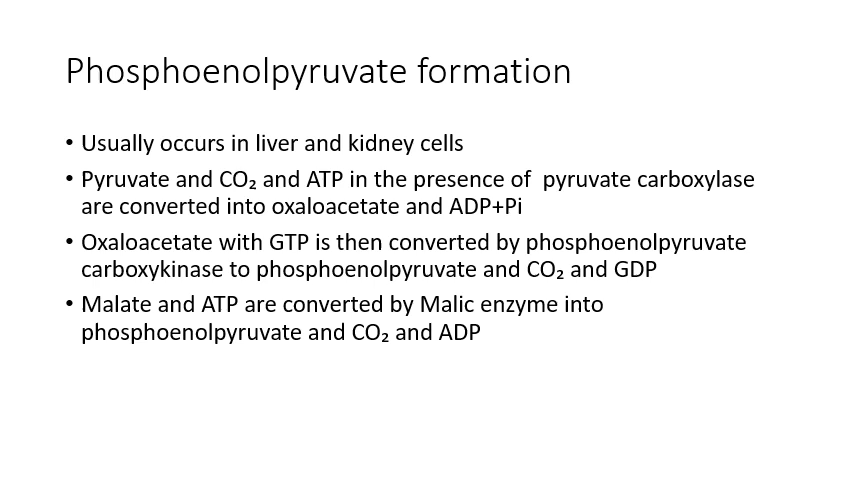 Phosphoenolpyruvate formation
• Usually occurs in liver and kidney cells
• Pyruvate and CO₂ and ATP in the presence of  pyruvate carboxylase
are converted into oxaloacetate and ADP+Pi
• Oxaloacetate with GTP is then converted by phosphoenolpyruvate
carboxykinase to phosphoenolpyruvate and CO₂ and GDP
• Malate and ATP are converted by Malic enzyme into
phosphoenolpyruvate and CO₂ and ADP